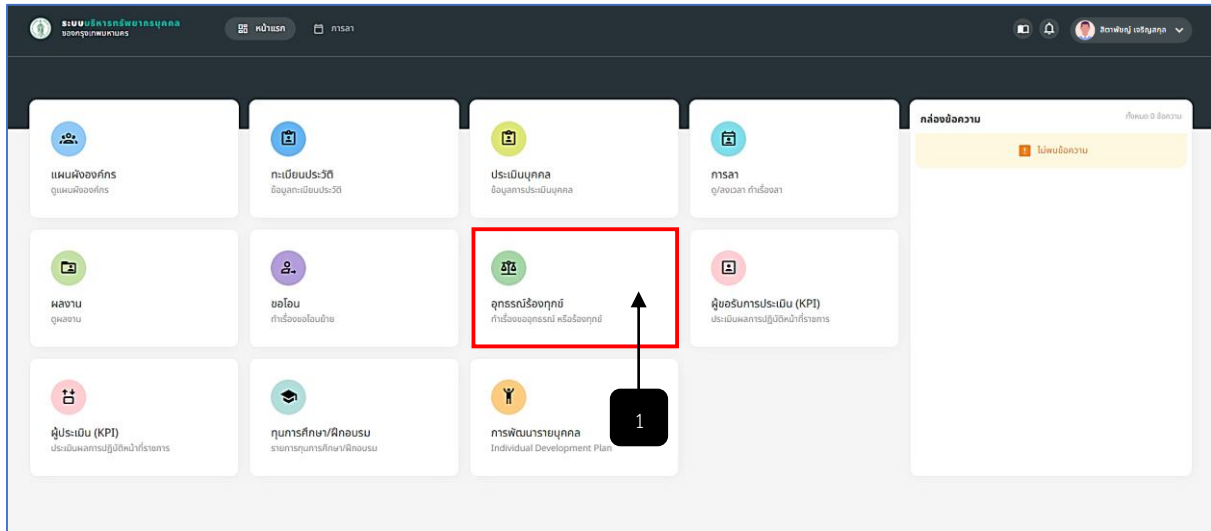 ระบบบริหารทรัพยากรบุคคล
ของกรุงเทพมหานคร
หน้าแรก
การลา
สิตาพัชญ์ เจริญสกุล
แผนผังองค์กร
ดูแผนผังองค์กร
ทะเบียนประวัติ
ข้อมูลทะเบียนประวัติ
ประเมินบุคคล
ข้อมูลการประเมินบุคคล
การลา
ดู/ลงเวลา ทำเรื่องลา
กล่องข้อความ
ทั้งหมด 0 ข้อความ
ไม่พบข้อความ
ผลงาน
ดูผลงาน
ขอโอน
ทำเรื่องขอโอนย้าย
อุทธรณ์ร้องทุกข์
ทำเรื่องขออุทธรณ์ หรือร้องทุกข์
ผู้ขอรับการประเมิน (KPI)
ประเมินผลการปฏิบัติหน้าที่ราชการ
ผู้ประเมิน (KPI)
ประเมินผลการปฏิบัติหน้าที่ราชการ
ทุนการศึกษา/ฝึกอบรม
รายการทุนการศึกษา/ฝึกอบรม
การพัฒนารายบุคคล
Individual Development Plan
1